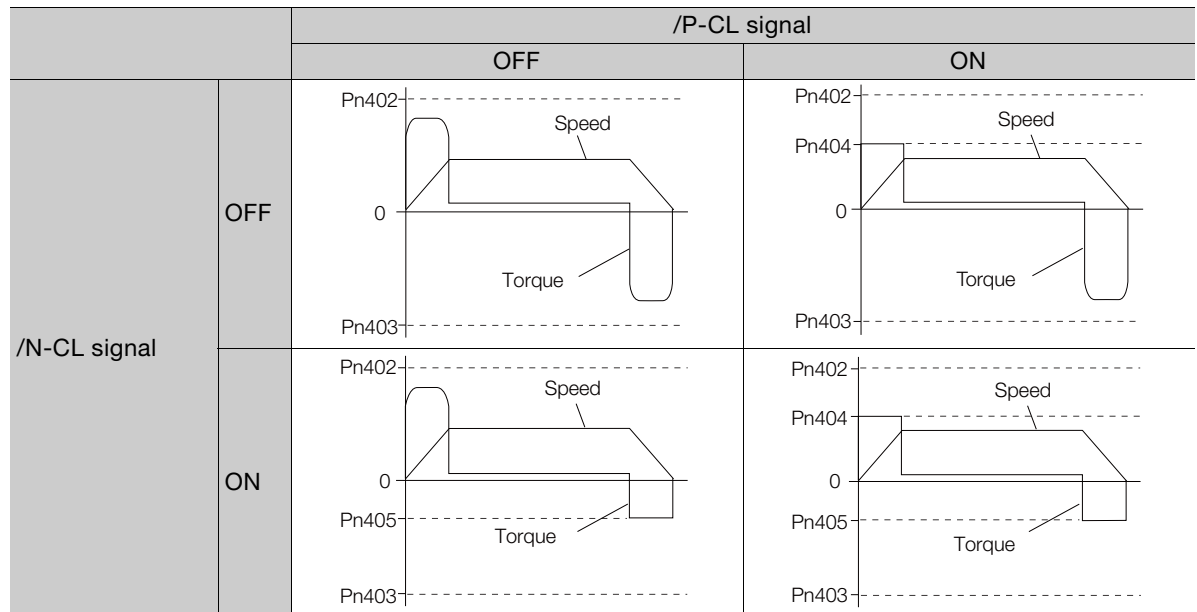 /P-CL signal
OFF
ON
/N-CL signal
OFF
Pn402
Speed
0
Torque
Pn403
Pn402
Speed
Pn404
0
Torque
Pn403
ON
Pn402
Speed
0
Pn405
Torque
Pn403
Pn402
Speed
Pn404
0
Pn405
Torque
Pn403